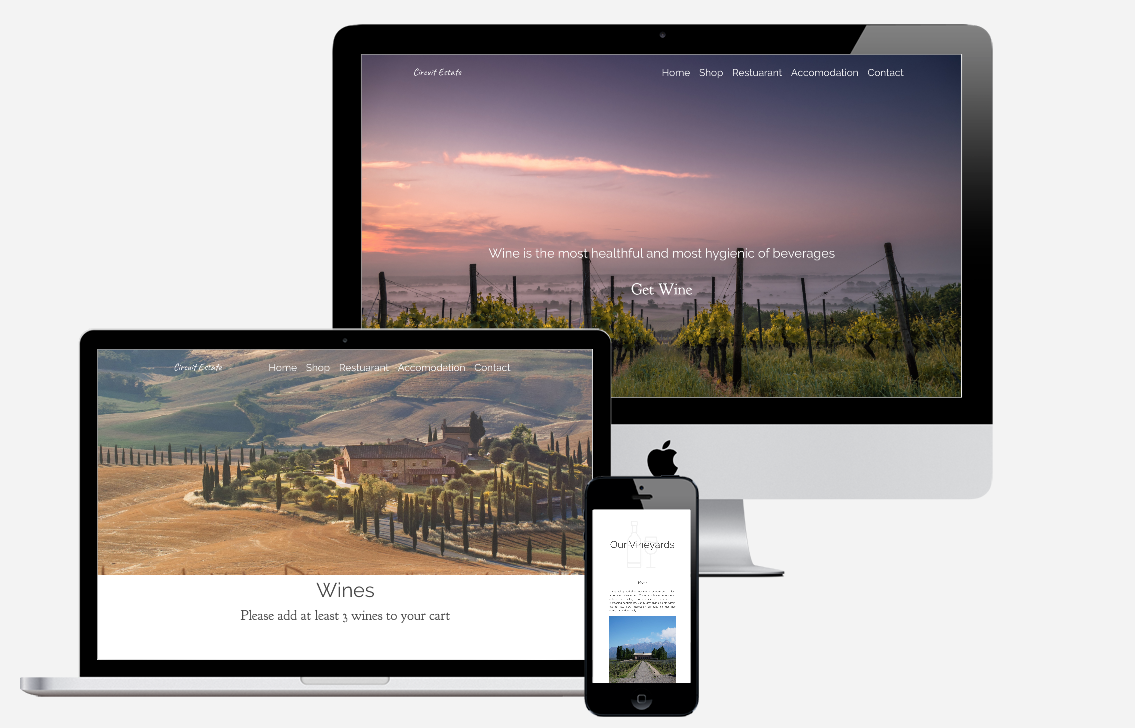 Circuit Estate
Home Shop Restuarant Accomodation Contact
Wine is the most healthful and most hygienic of beverages
Get Wine
Circuit Estate
Home Shop Restuarant Accomodation Contact
Wines
Please add at least 3 wines to your cart
Our Vineyards